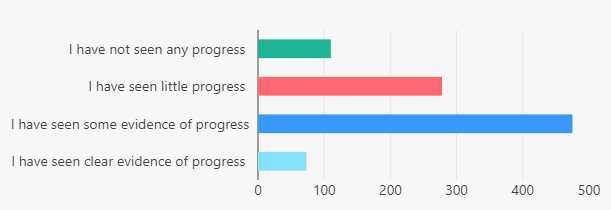 I have not seen any progress
I have seen little progress
I have seen some evidence of progress
I have seen clear evidence of progress
0 100 200 300 400 500